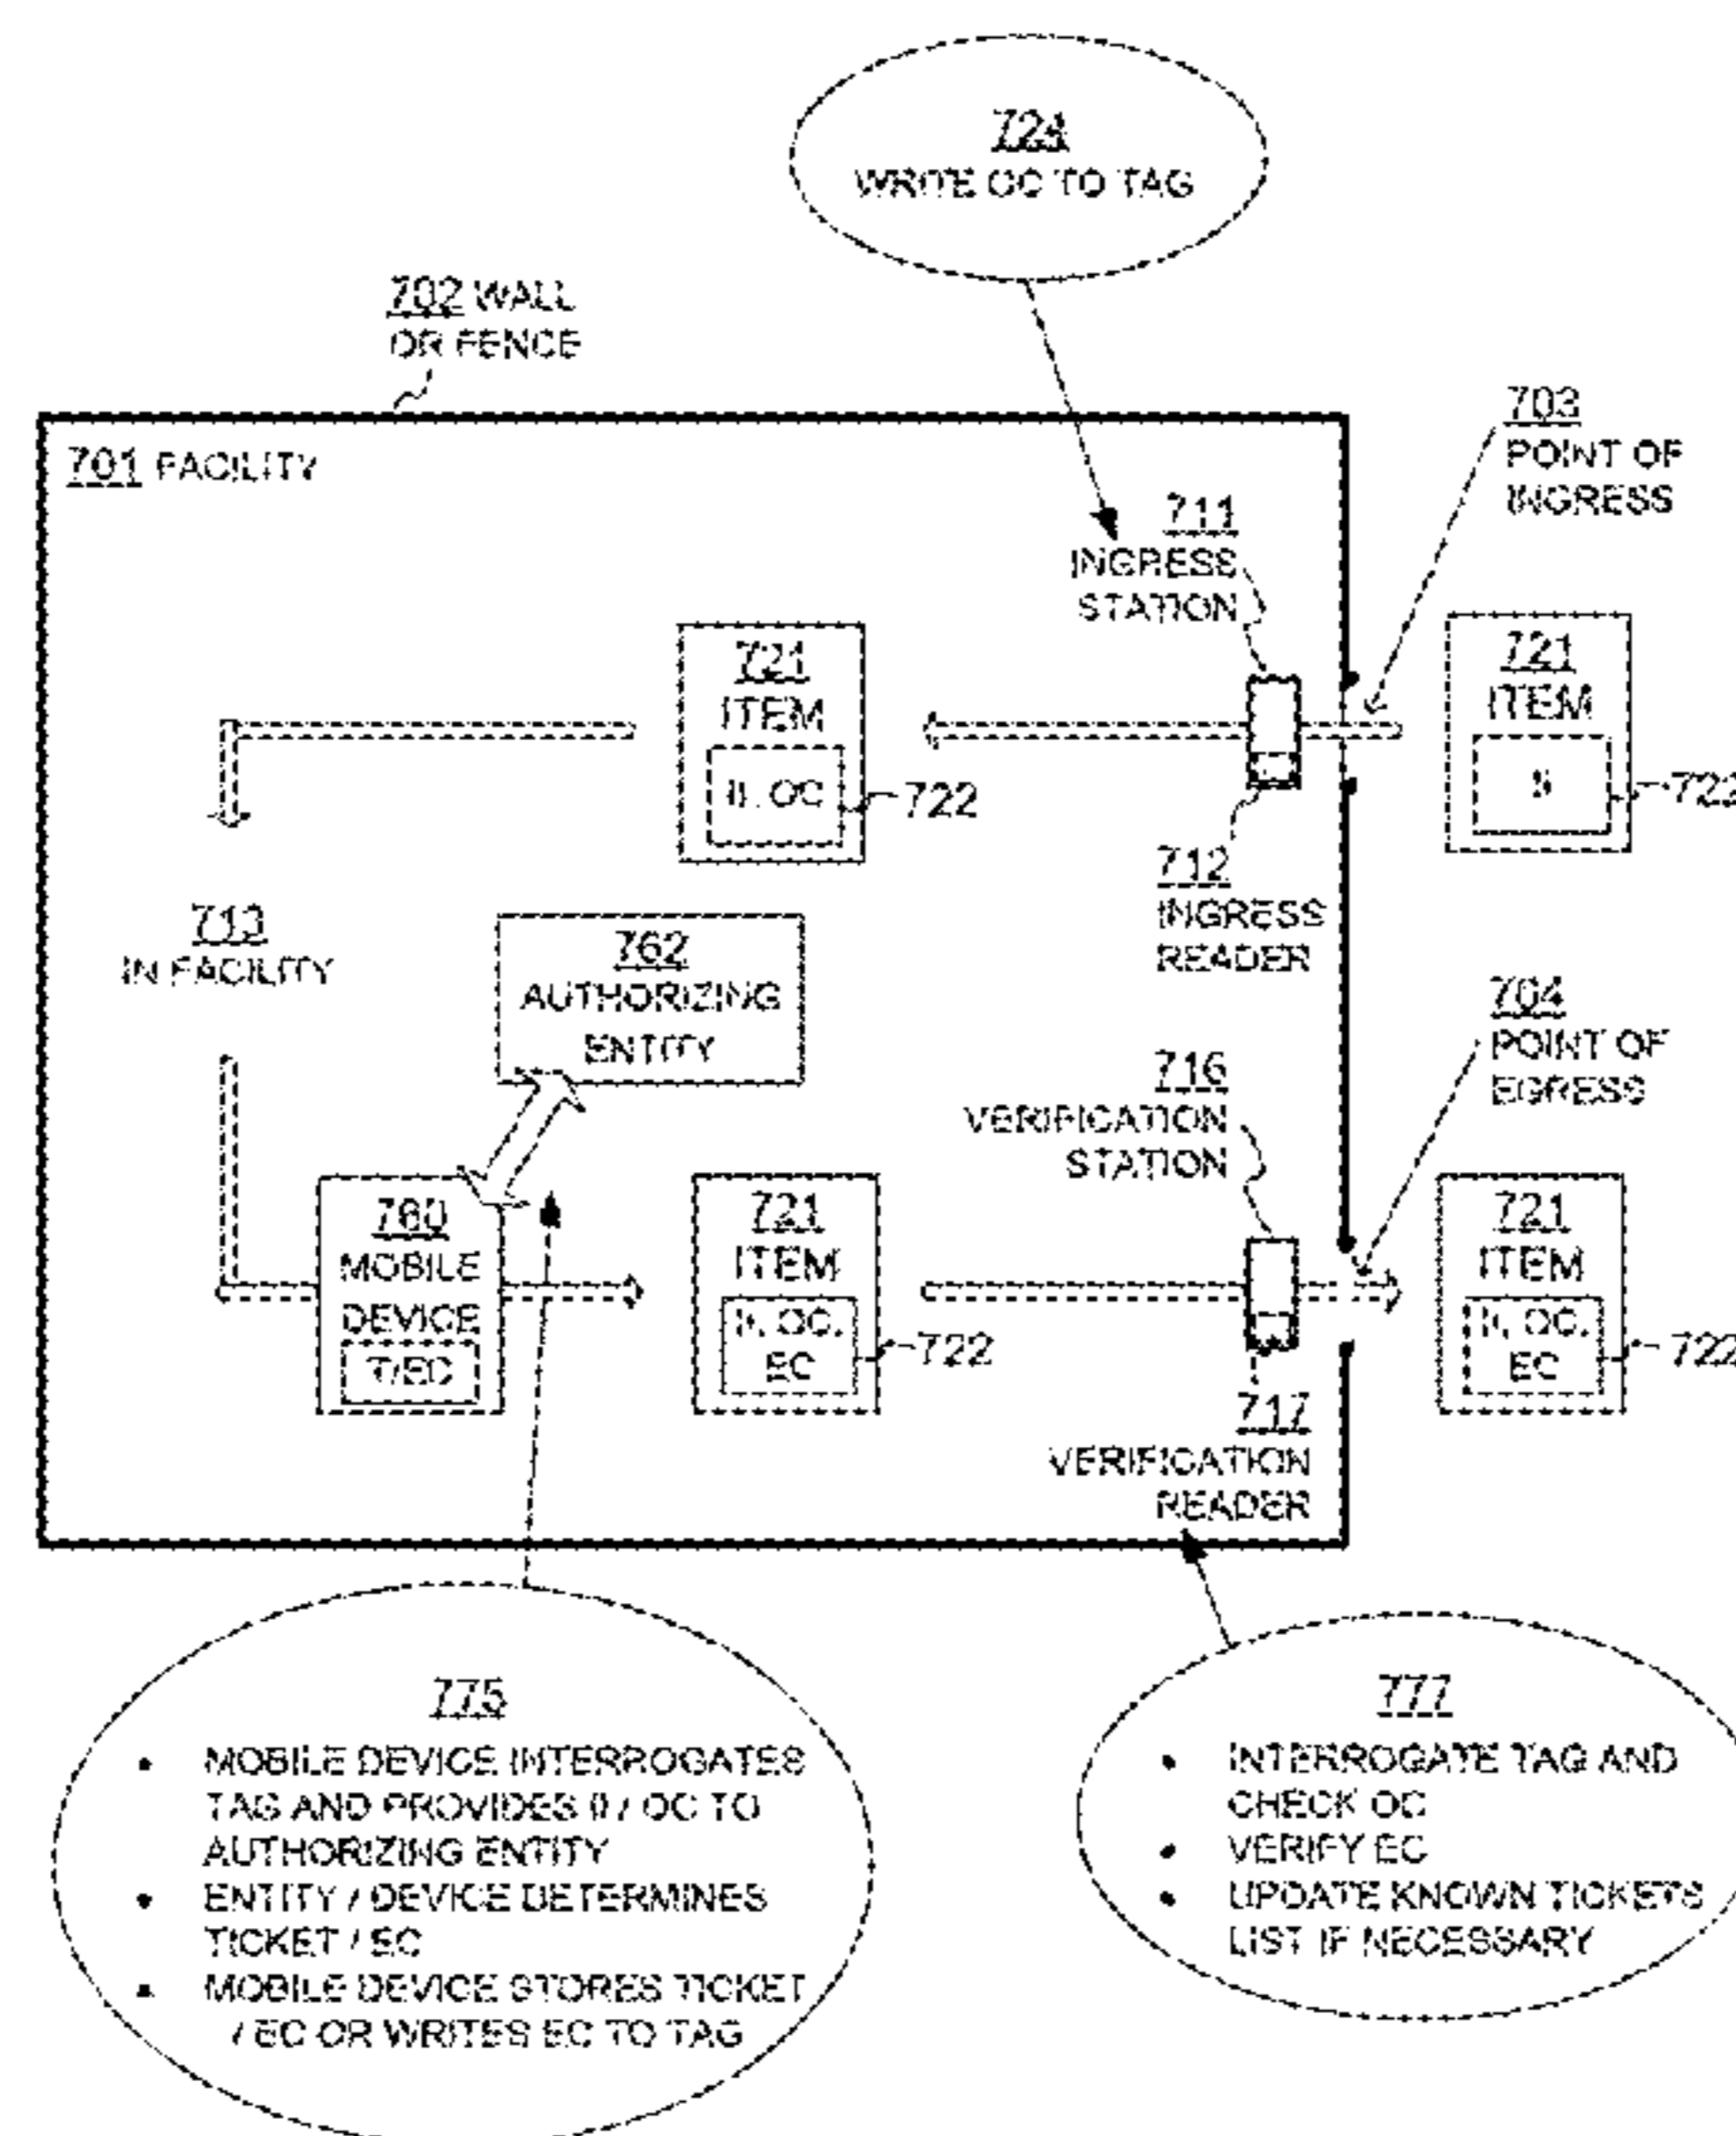 724
WRITE OC TO TAG
702 WALL
OR FENCE
703
POINT OF
INGRESS
701 FACILITY
711
INGRESS
STATION
721
ITEM
II, OC
722
721
ITEM
II
722
712
INGRESS
READER
713
IN FACILITY
762
AUTHORIZING
ENTITY
704
POINT OF
EGRESS
716
VERIFICATION
STATION
760
MOBILE
DEVICE
T/EC
721
ITEM
II, OC,
EC
722
721
ITEM
II, OC,
EC
722
717
VERIFICATION
READER
775
• MOBILE DEVICE INTERROGATES
TAG AND PROVIDES II / OC TO
AUTHORIZING ENTITY
• ENTITY / DEVICE DETERMINES
TICKET / EC
• MOBILE DEVICE STORES TICKET
/ EC OR WRITES EC TO TAG
777
• INTERROGATE TAG AND
CHECK OC
• VERIFY EC
• UPDATE KNOWN TICKETS
LIST IF NECESSARY